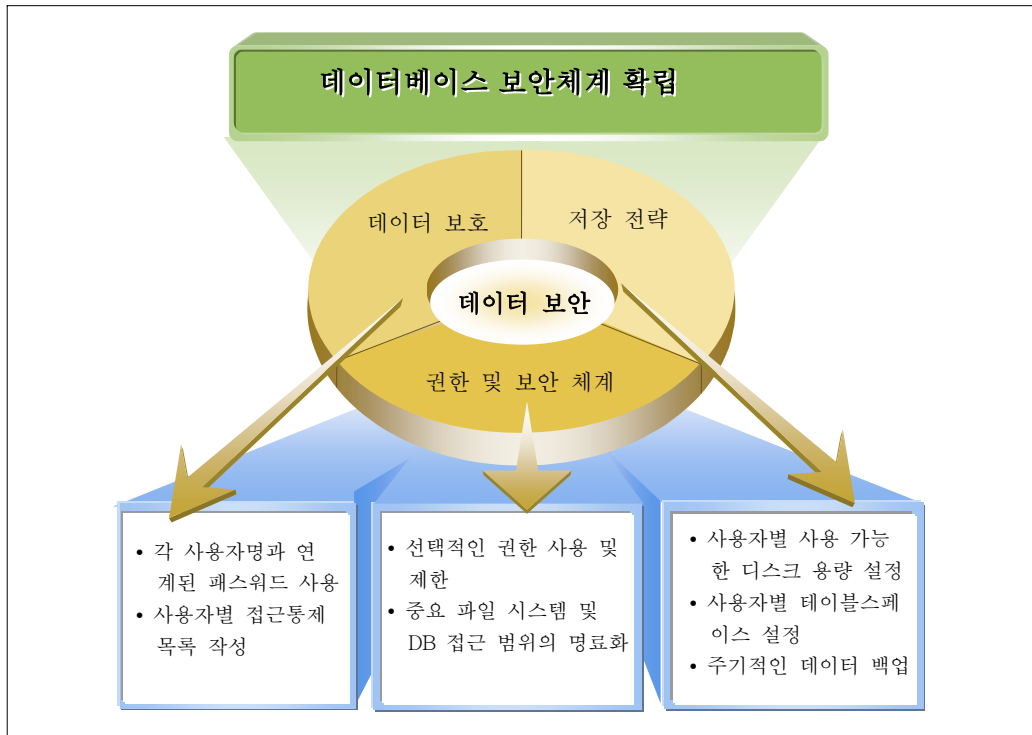 데이터베이스 보안체계 확립
데이터 보호
저장 전략
데이터 보안
권한 및 보안 체계
• 각 사용자명과 연
계된 패스워드 사용
• 사용자별 접근통제
목록 작성
• 선택적인 권한 사용 및
제한
• 중요 파일 시스템 및
DB 접근 범위의 명료화
• 사용자별 사용 가능
한 디스크 용량 설정
• 사용자별 테이블스페
이스 설정
• 주기적인 데이터 백업